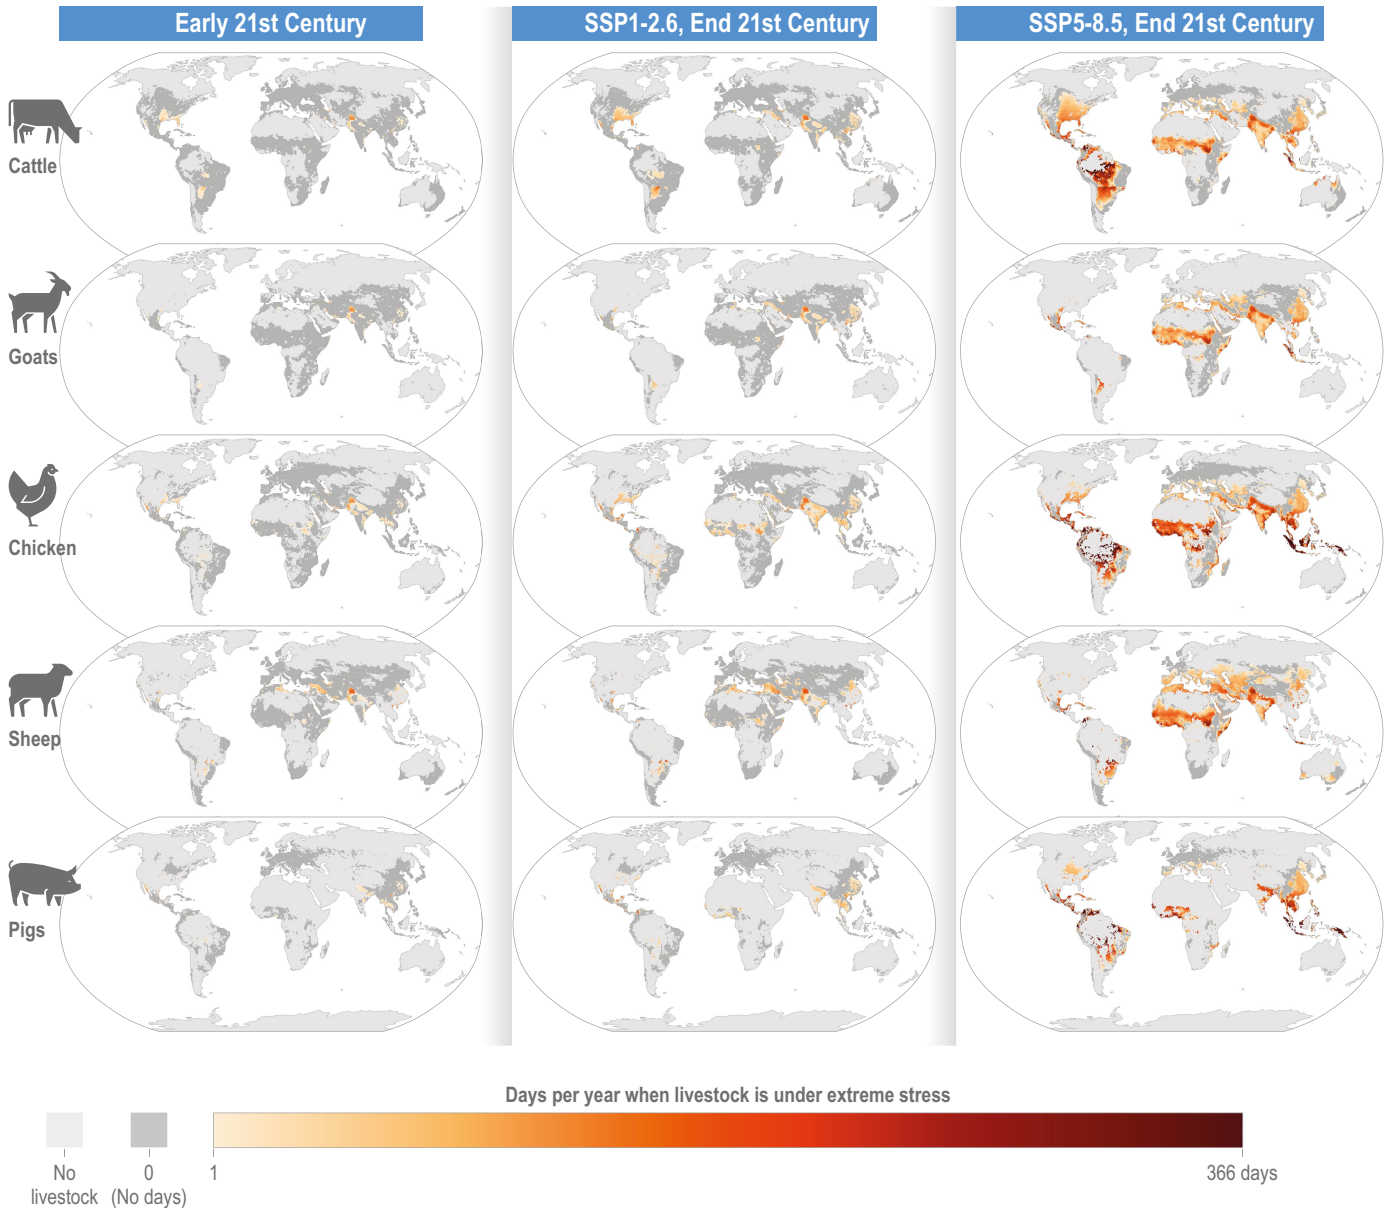 Early 21st Century
SSP1-2.6, End 21st Century
SSP5-8.5, End 21st Century
Cattle
Goats
Chicken
Sheep
Pigs
Days per year when livestock is under extreme stress
No
livestock
0
(No days)
1
366 days